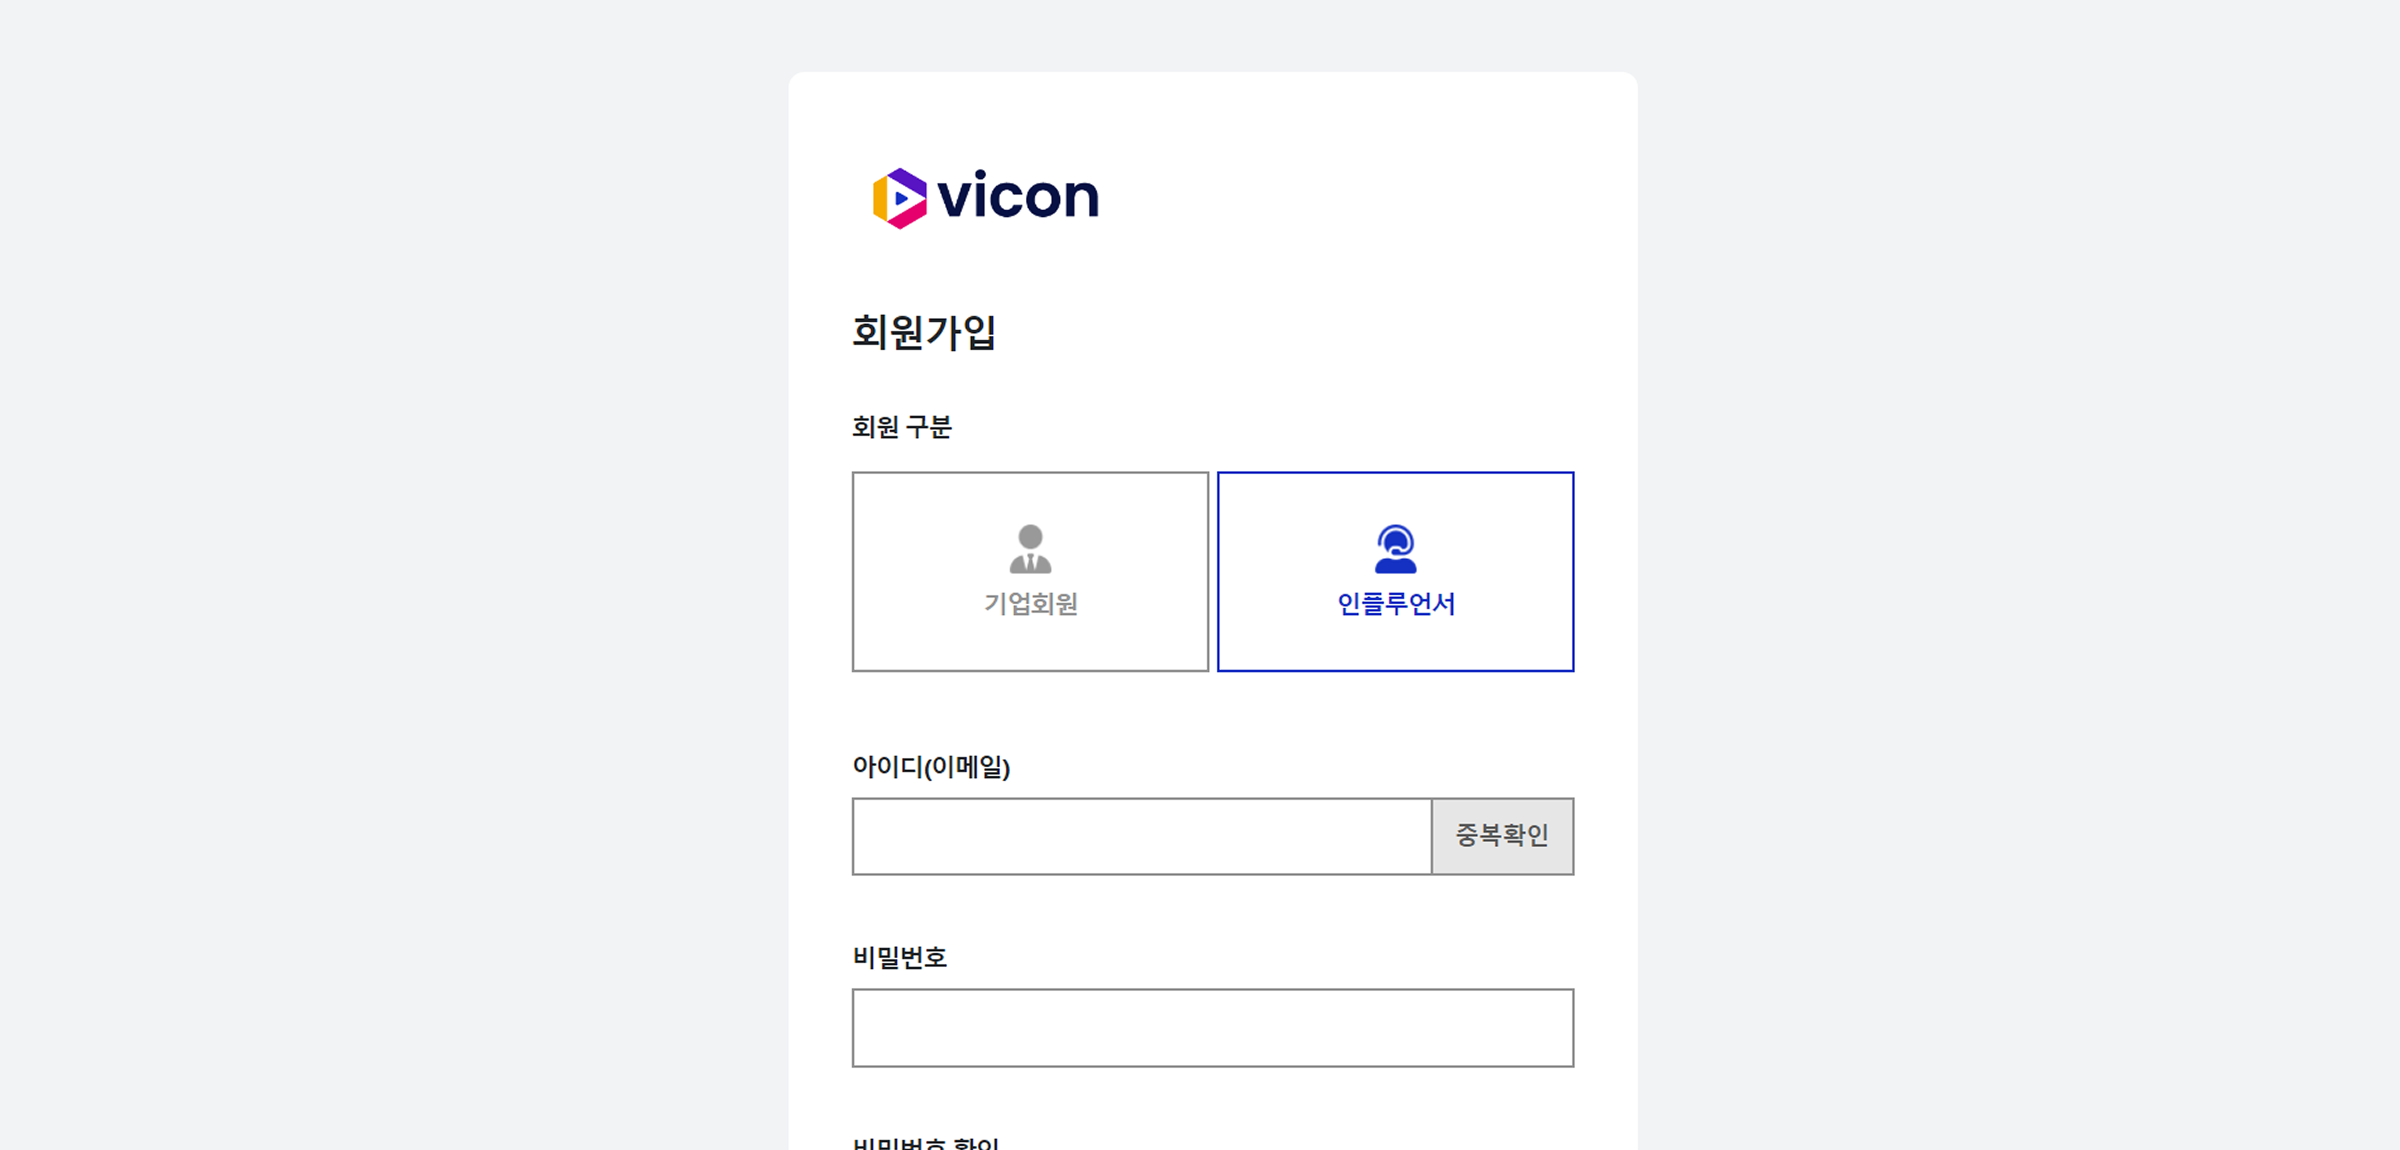 vicon
회원가입
회원 구분
기업회원
인플루언서
아이디(이메일)
중복확인
비밀번호
비밀번호 확인